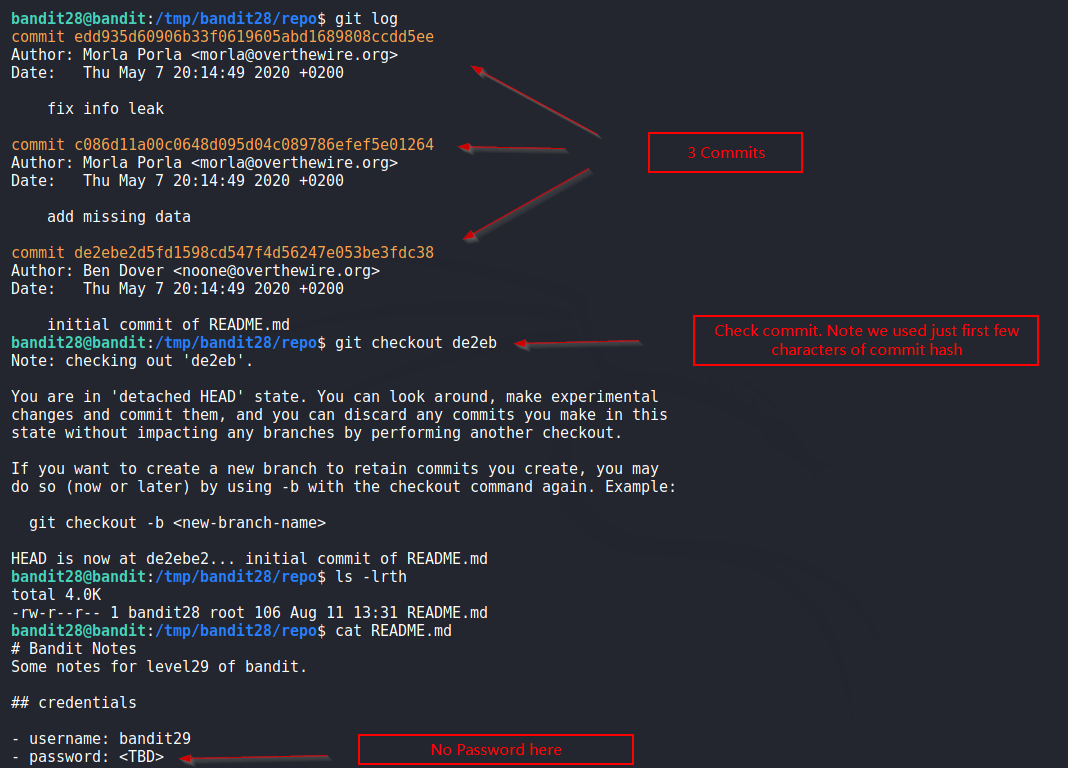 bandit28@bandit:/tmp/bandit28/repo$ git log
commit edd935d60906b33f0619605abd1689808ccdd5ee
Author: Morla Porla <morla@overthewire.org>
Date:   Thu May 7 20:14:49 2020 +0200
fix info leak
commit c086d11a00c0648d095d04c089786efef5e01264
Author: Morla Porla <morla@overthewire.org>
Date:   Thu May 7 20:14:49 2020 +0200
3 Commits
add missing data
commit de2ebe2d5fd1598cd547f4d56247e053be3fdc38
Author: Ben Dover <noone@overthewire.org>
Date:   Thu May 7 20:14:49 2020 +0200
initial commit of README.md
bandit28@bandit:/tmp/bandit28/repo$ git checkout de2eb
Check commit. Note we used just first few
characters of commit hash
Note: checking out 'de2eb'.
You are in 'detached HEAD' state. You can look around, make experimental
changes and commit them, and you can discard any commits you make in this
state without impacting any branches by performing another checkout.
If you want to create a new branch to retain commits you create, you may
do so (now or later) by using -b with the checkout command again. Example:
git checkout -b <new-branch-name>
HEAD is now at de2ebe2... initial commit of README.md
bandit28@bandit:/tmp/bandit28/repo$ ls -lrth
total 4.0K
-rw-r--r-- 1 bandit28 root 106 Aug 11 13:31 README.md
bandit28@bandit:/tmp/bandit28/repo$ cat README.md
# Bandit Notes
Some notes for level29 of bandit.
## credentials
- username: bandit29
- password: <TBD>
No Password here